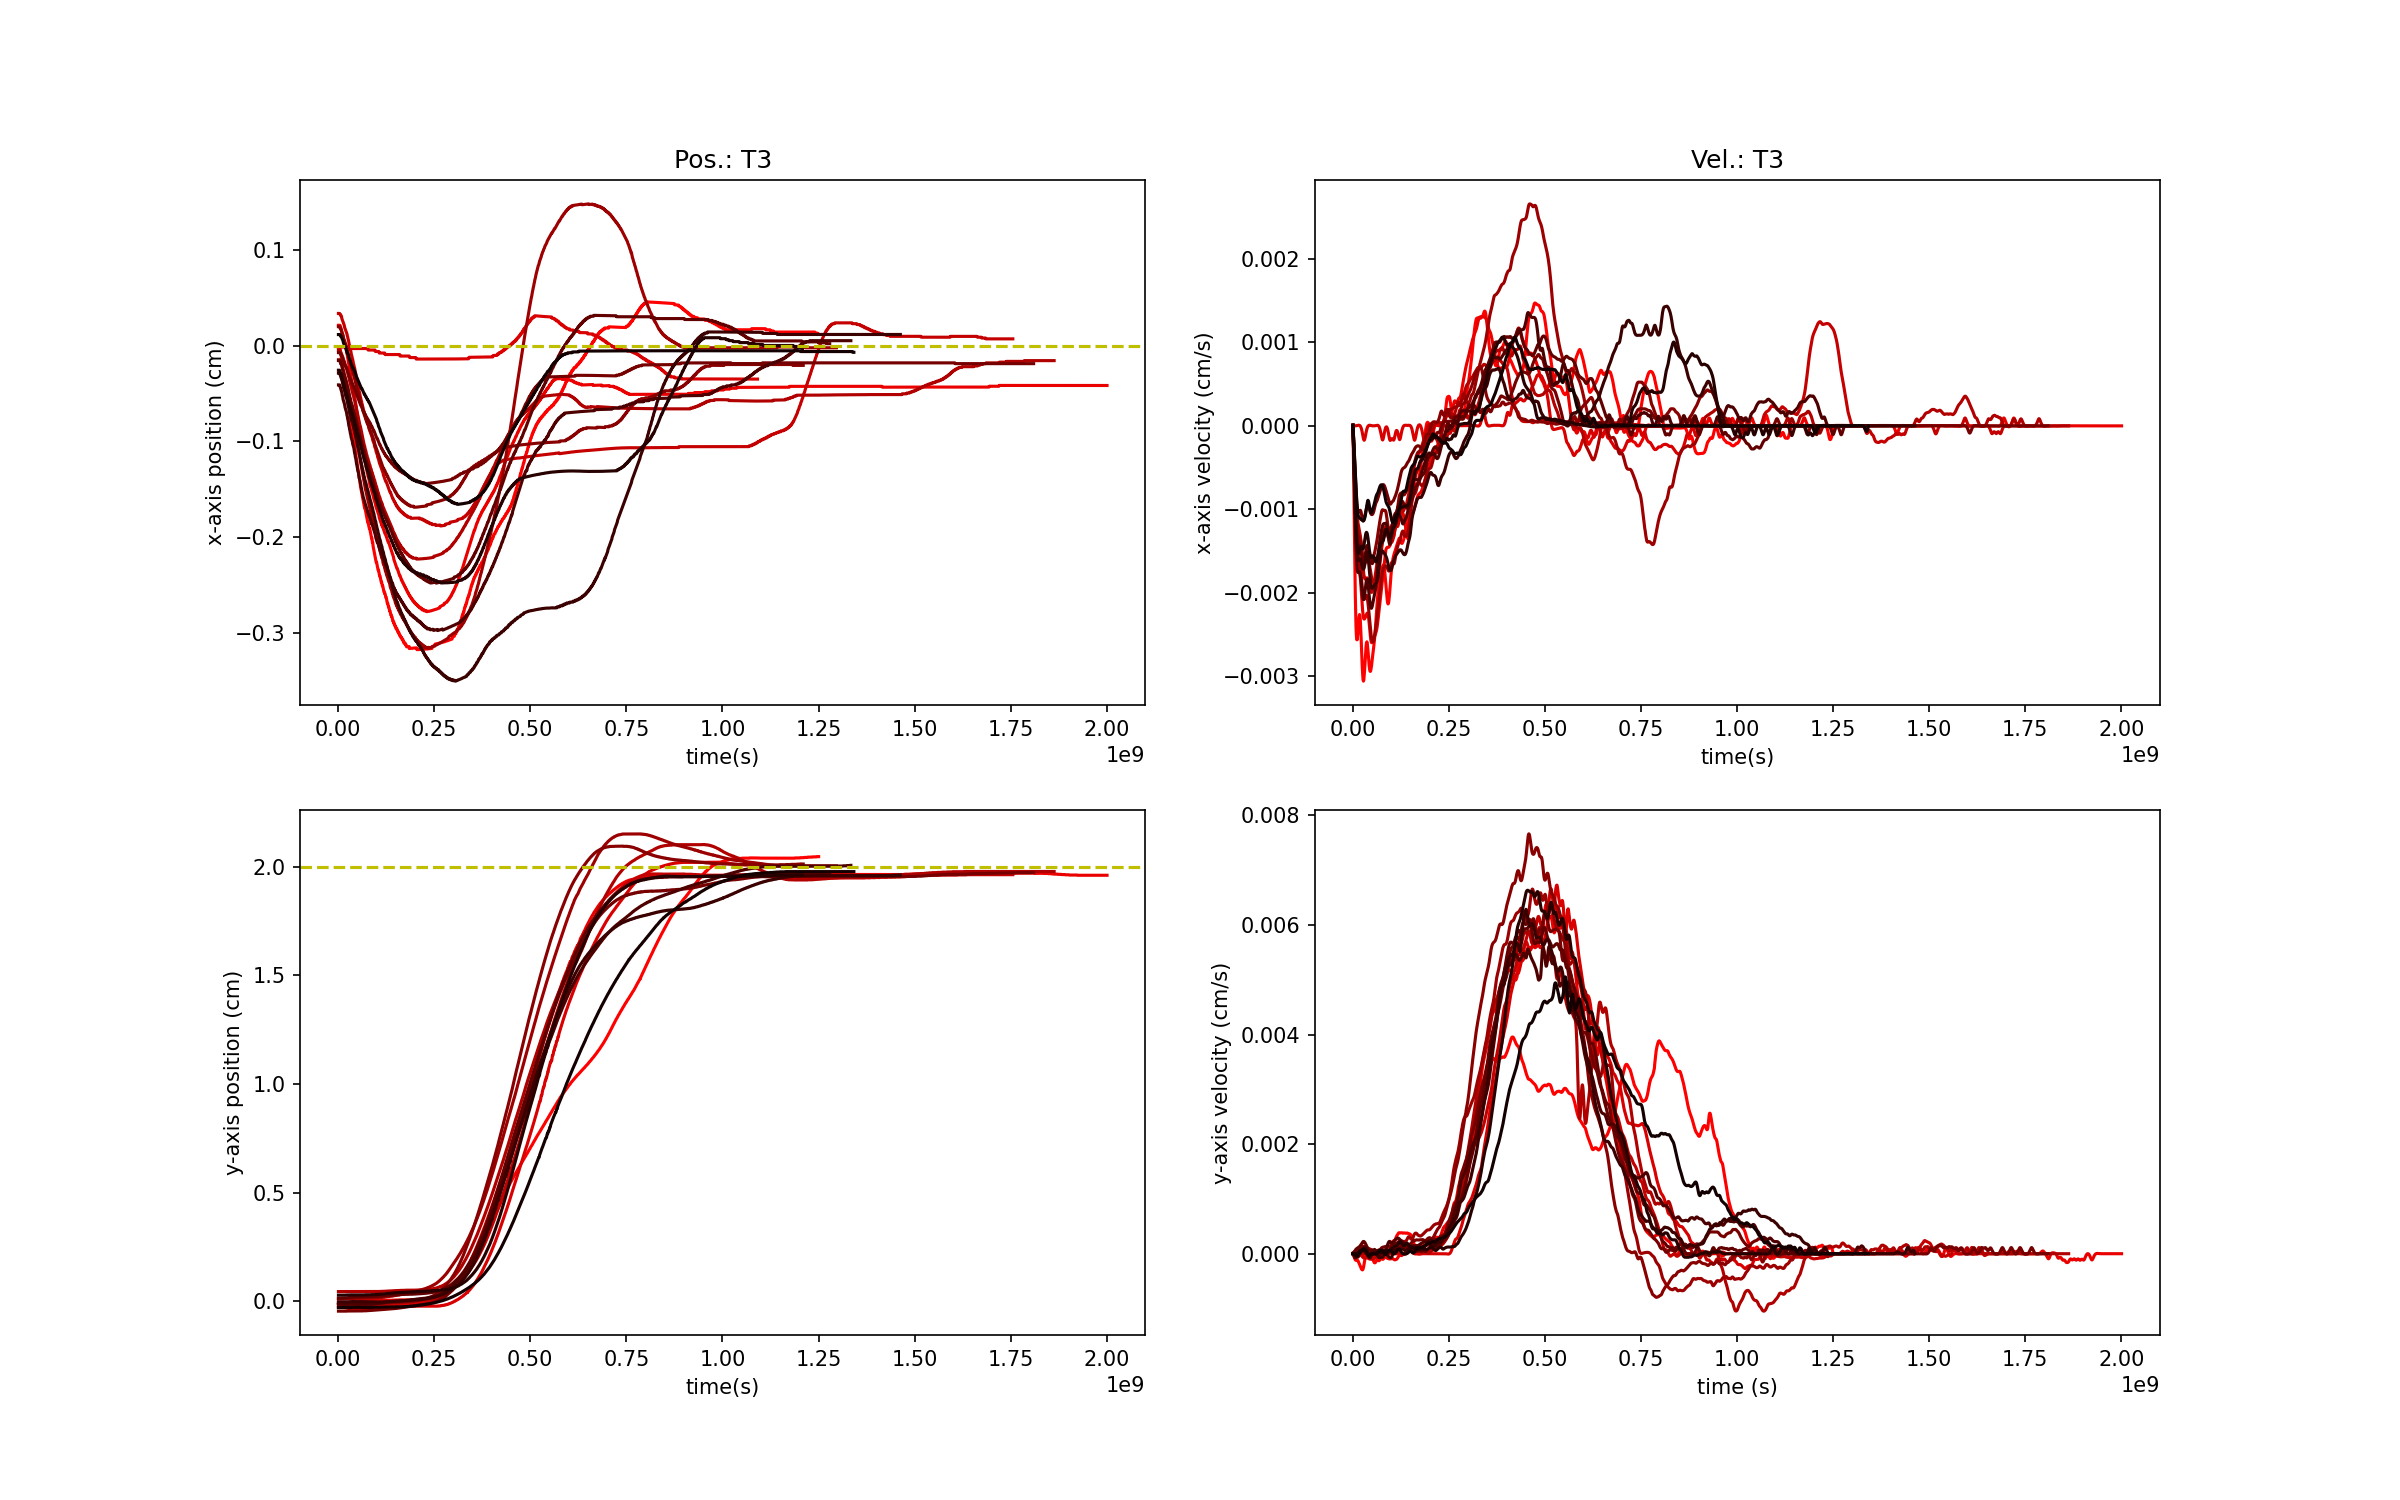 Pos.: T3
x-axis position (cm)
0.1
0.0
−0.1
−0.2
−0.3
0.00 0.25 0.50 0.75 1.00 1.25 1.50 1.75 2.00
time(s)
1e9
Vel.: T3
x-axis velocity (cm/s)
0.002
0.001
0.000
−0.001
−0.002
−0.003
0.00 0.25 0.50 0.75 1.00 1.25 1.50 1.75 2.00
time(s)
1e9
y-axis position (cm)
2.0
1.5
1.0
0.5
0.0
0.00 0.25 0.50 0.75 1.00 1.25 1.50 1.75 2.00
time(s)
1e9
y-axis velocity (cm/s)
0.008
0.006
0.004
0.002
0.000
0.00 0.25 0.50 0.75 1.00 1.25 1.50 1.75 2.00
time (s)
1e9